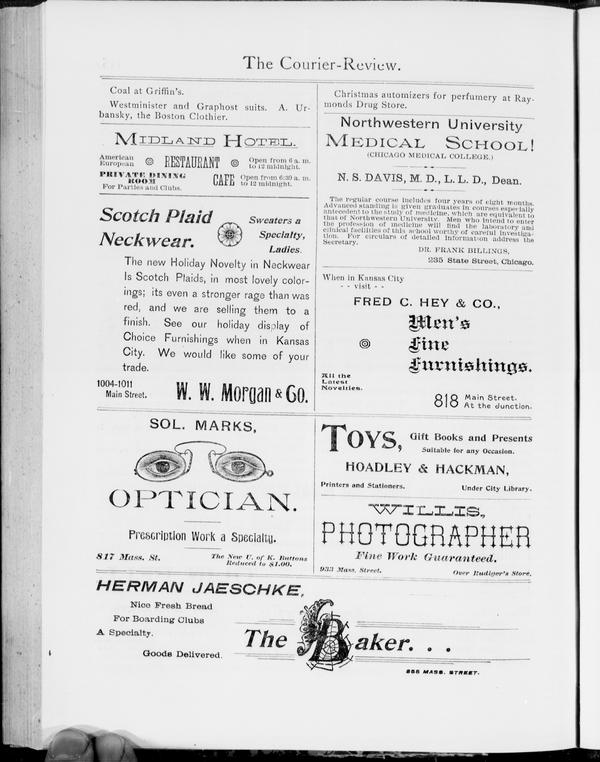 The Courier-Review.
Coal at Griffin's.
Westminister and Graphost suits. A. Ur-
bansky, the Boston Clothier.
MIDLAND HOTEL.
American
European
RESTAURANT
Open from 6 a. m.
to 12 midnight.
PRIVATE DINING
ROOM
For Parties and Clubs.
CAFE
Open from 6:30 a. m.
to 12 midnight.
Scotch Plaid
Neckwear.
Sweaters a
Specialty,
Ladies.
The new Holiday Novelty in Neckwear
Is Scotch Plaids, in most lovely color-
ings; its even a stronger rage than was
red, and we are selling them to a
finish. See our holiday display of
Choice Furnishings when in Kansas
City. We would like some of your
trade.
1004-1011
Main Street.
W. W. Morgan & Co.
SOL. MARKS,
OPTICIAN.
Prescription Work a Specialty.
817 Mass. St.
The New U. of K. Buttons
Reduced to $1.00.
Christmas automizers for perfumery at Ray-
monds Drug Store.
Northwestern University
MEDICAL SCHOOL!
(CHICAGO MEDICAL COLLEGE.)
N. S. DAVIS, M. D., L. L. D., Dean.
The regular course includes four years of eight months.
Advanced standing is given graduates in courses especially
antecedent to the study of medicine, which are equivalent to
that of Northwestern University. Men who intend to enter
the profession of medicine will find the laboratory and
clinical facilities of this school worthy of careful investiga-
tion. For circulars of detailed information address the
Secretary.
DR. FRANK BILLINGS,
235 State Street, Chicago.
When in Kansas City
- - visit - -
FRED C. HEY & CO.,
Men's
Fine
Furnishings.
All the
Latest
Novelties.
818 Main Street.
At the Junction.
TOYS, Gift Books and Presents
Suitable for any Occasion.
HOADLEY & HACKMAN,
Printers and Stationers.
Under City Library.
WILLIS,
PHOTOGRAPHER
Fine Work Guaranteed.
933 Mass. Street.
Over Rudiger's Store.
HERMAN JAESCHKE,
Nice Fresh Bread
For Boarding Clubs
A Specialty.
Goods Delivered.
The Baker. . .
MASS. STREET.